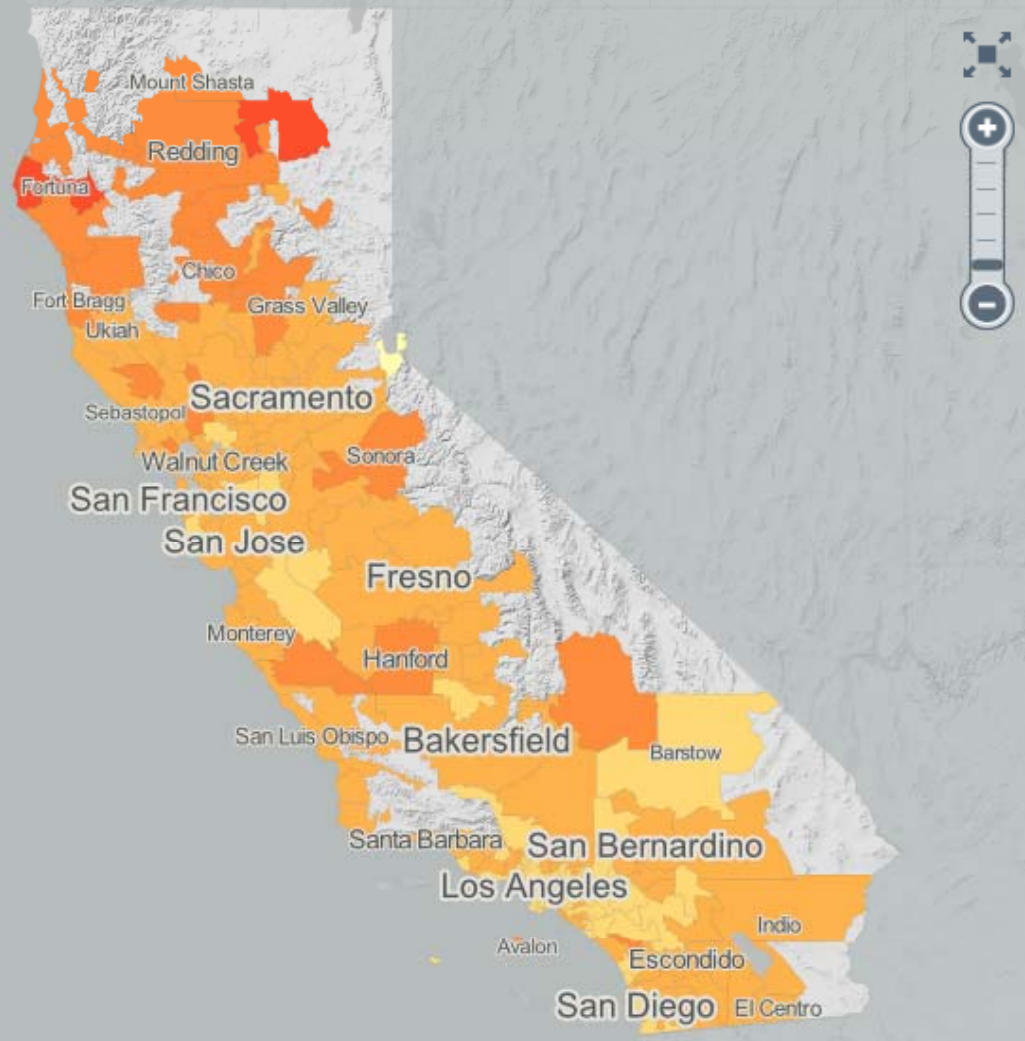 Mount Shasta
Redding
Fortuna
Chico
Fort Bragg
Grass Valley
Ukiah
Sacramento
Sebastopol
Sonora
Walnut Creek
San Francisco
San Jose
Fresno
Monterey
Hanford
San Luis Obispo
Bakersfield
Barstow
Santa Barbara
San Bernardino
Los Angeles
Indio
Avalon
Escondido
San Diego
El Centro